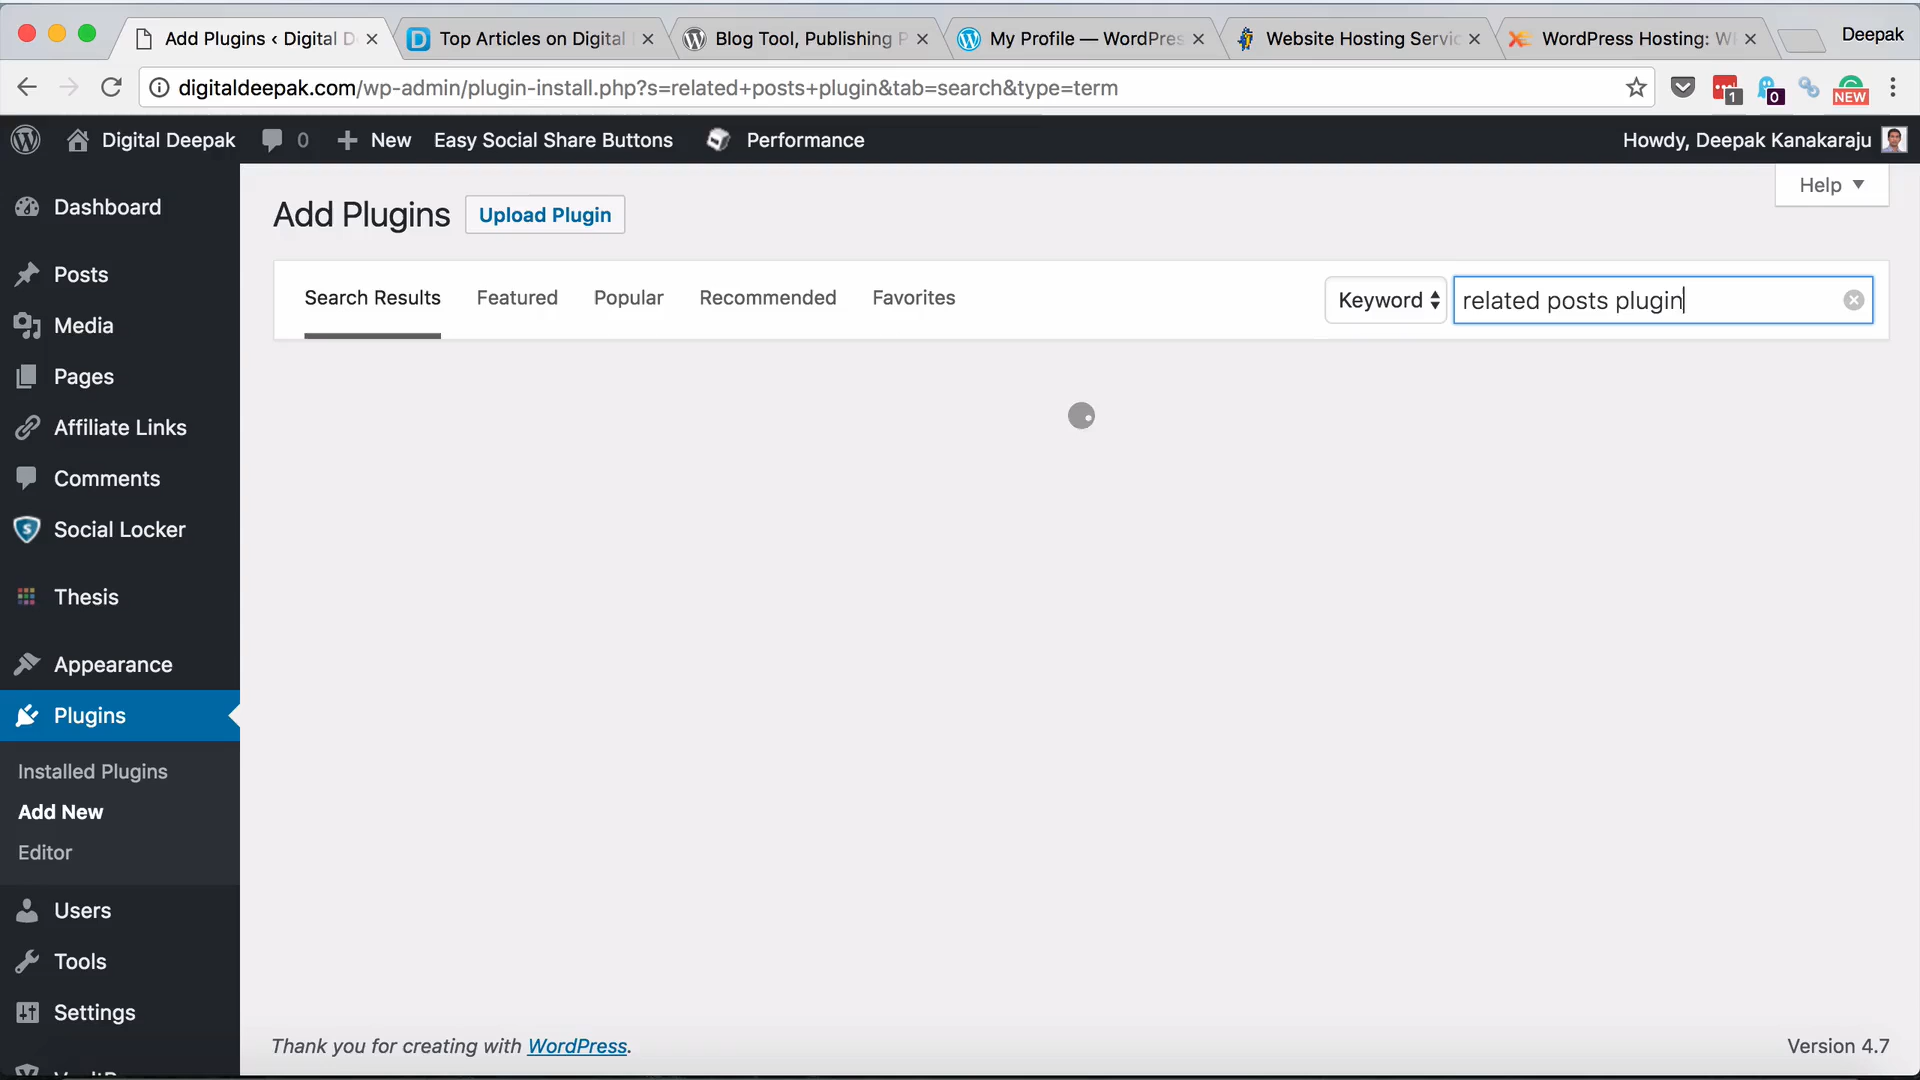 Add Plugins ‹ Digital D
Top Articles on Digital
Blog Tool, Publishing P
My Profile — WordPres
Website Hosting Servic
WordPress Hosting: W
Deepak
digitaldeepak.com/wp-admin/plugin-install.php?s=related+posts+plugin&tab=search&type=term
1
0
NEW
Digital Deepak
0
New
Easy Social Share Buttons
Performance
Howdy, Deepak Kanakaraju
Help
Dashboard
Posts
Media
Pages
Affiliate Links
Comments
Social Locker
Thesis
Appearance
Plugins
Installed Plugins
Add New
Editor
Users
Tools
Settings
Add Plugins
Upload Plugin
Search Results
Featured
Popular
Recommended
Favorites
Keyword
related posts plugin
Thank you for creating with WordPress.
Version 4.7